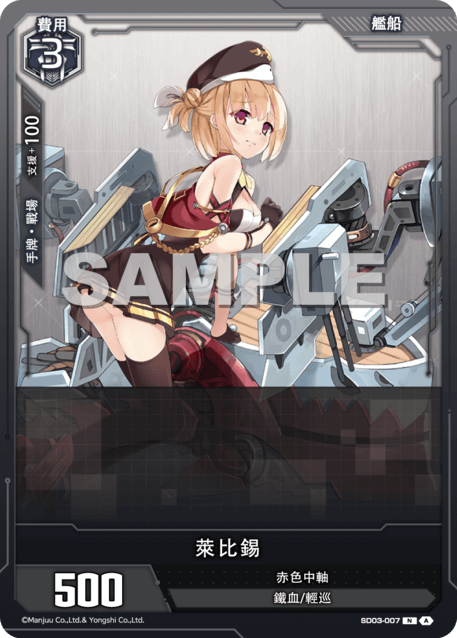 費用
艦船
3
支援+100
手牌・戰場
SAMPLE
萊比錫
500
赤色中軸
鐵血/輕巡
©Manjuu Co.,Ltd. & Yongshi Co.,Ltd.
SD03-007 N A